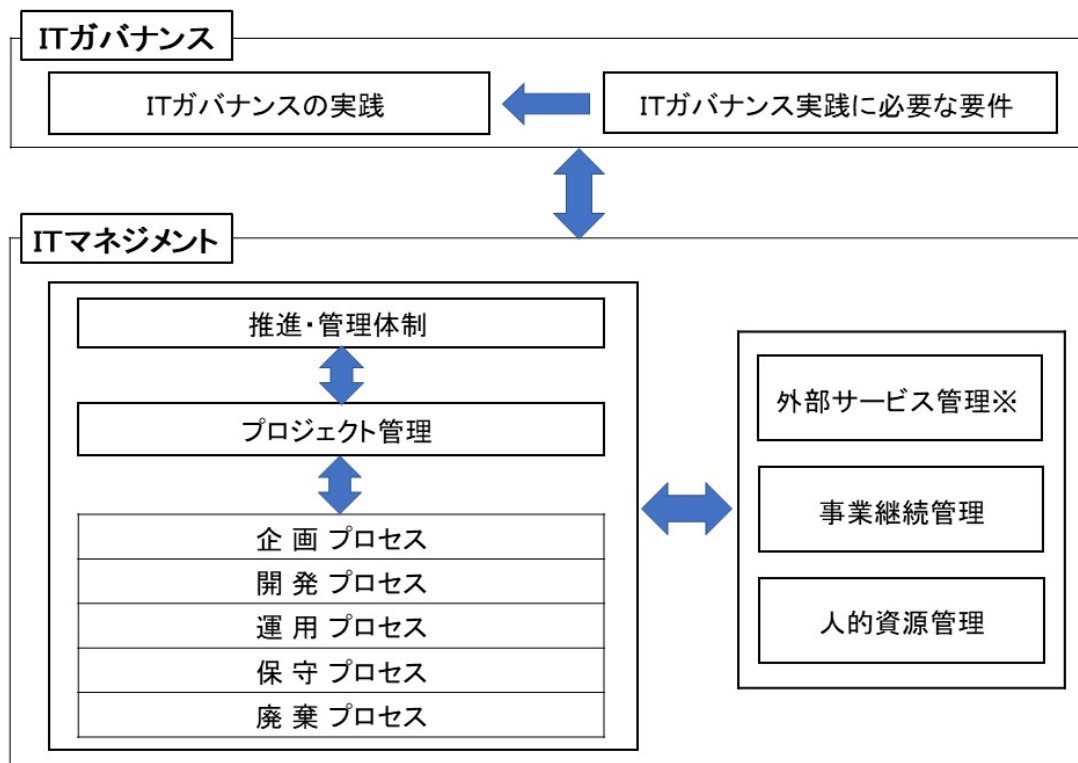 ITガバナンス
ITガバナンスの実践
ITガバナンス実践に必要な要件
ITマネジメント
推進・管理体制
プロジェクト管理
企 画 プロセス
開 発 プロセス
運 用 プロセス
保 守 プロセス
廃 棄 プロセス
外部サービス管理※
事業継続管理
人的資源管理